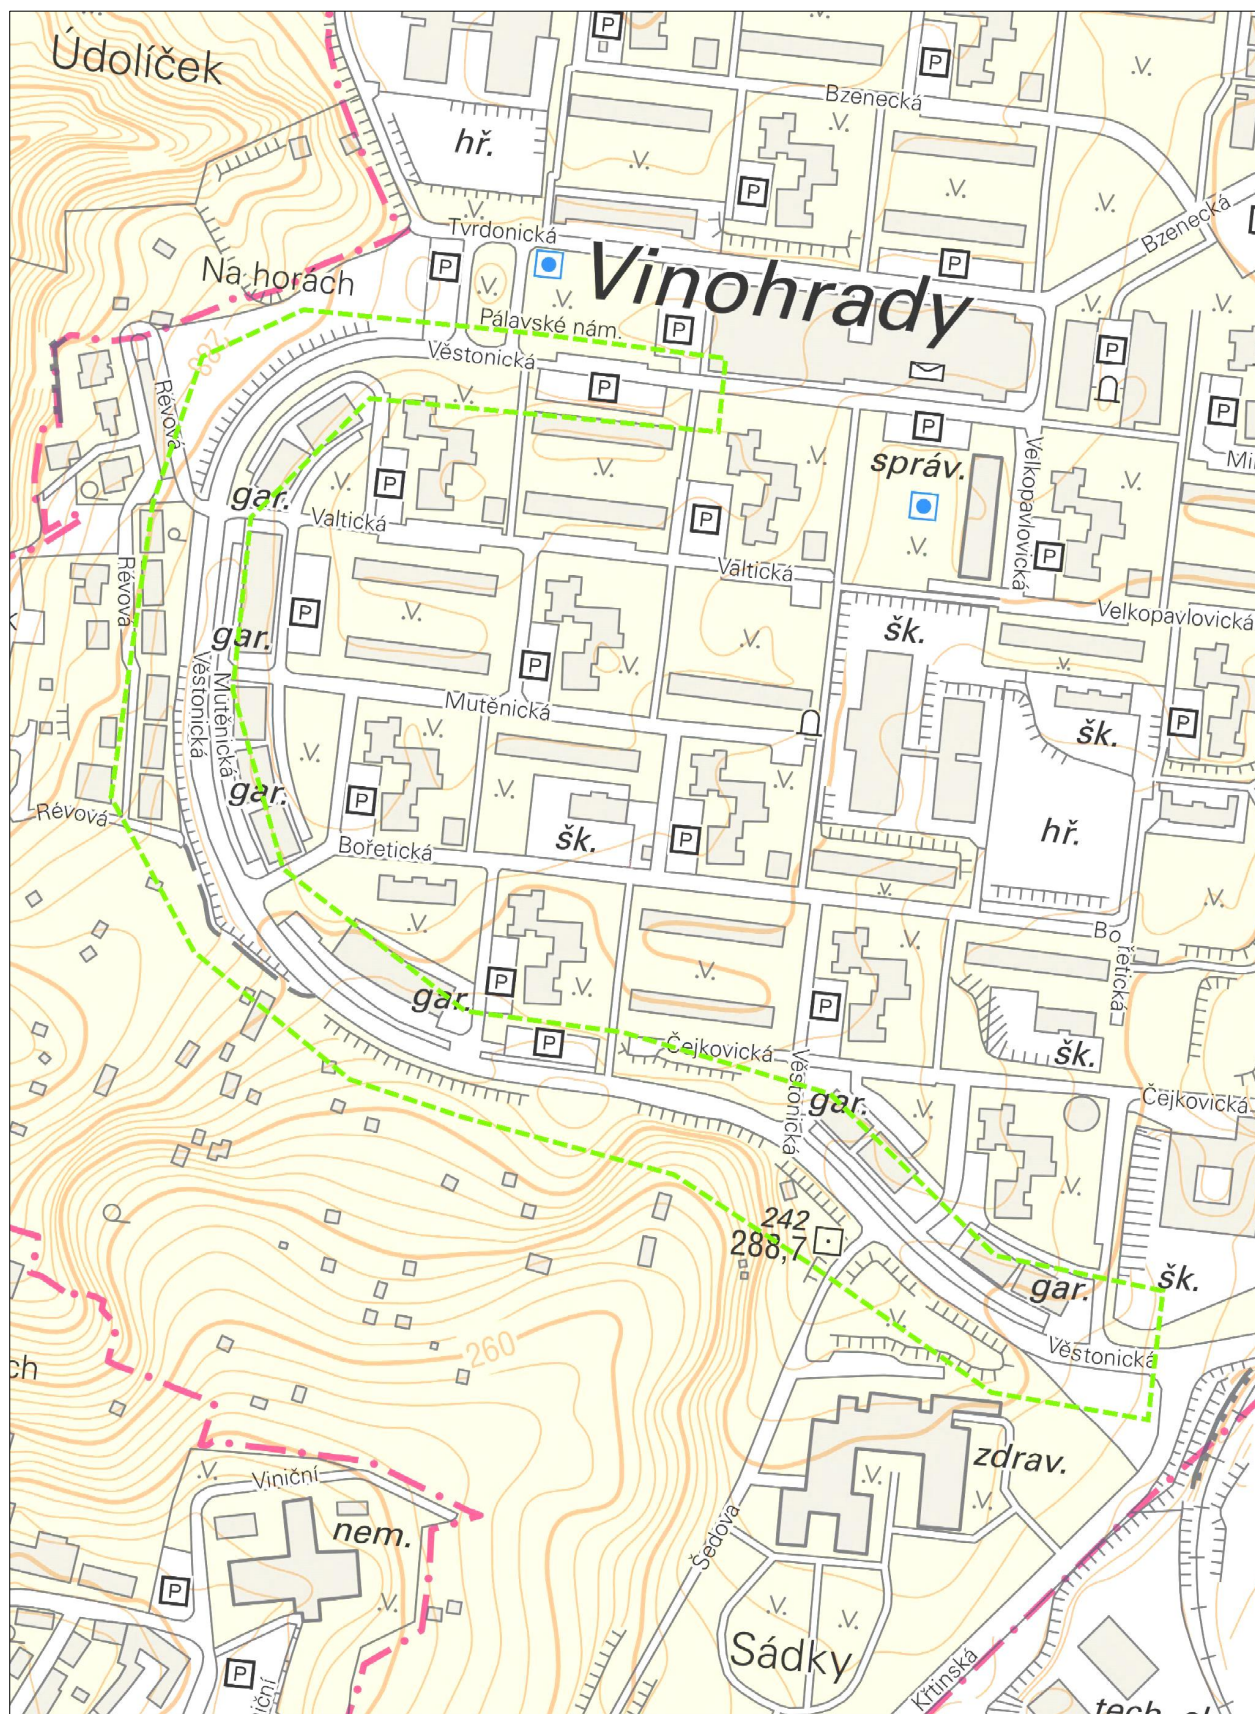 Údolíček
P
P
Bzenecká
hř.
P
Bzenecká
Tvrdonická
P
P
Vinohrady
Na horách
Pálavské nám.
P
P
Věstonická
P
Révová
P
P
Velkopavlovická
správ.
gar.
P
Valtická
P
P
Valtická
Révová
P
Velkopavlovická
šk.
gar.
P
Věstonická
Mutěnická
Mutěnická
šk.
P
gar.
P
Révová
hř.
Bořetická
šk.
P
Bořetická
gar.
P
P
šk.
P
Čejkovická
Věstonická
gar.
Čejkovická
242
288,7
gar.
šk.
Věstonická
260
ch
Viniční
zdrav.
nem.
Šedova
P
Sádky
P
Křtinská